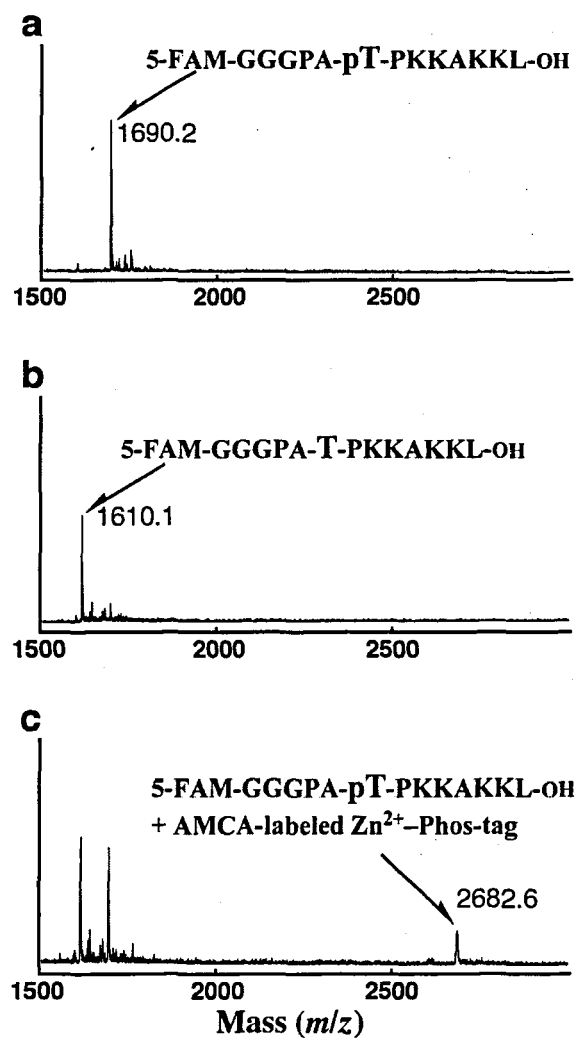 a
5-FAM-GGGPA-pT-PKKAKKL-OH
1690.2
1500 2000 2500
b
5-FAM-GGGPA-T-PKKAKKL-OH
1610.1
1500 2000 2500
c
5-FAM-GGGPA-pT-PKKAKKL-OH
+ AMCA-labeled Zn²⁺–Phos-tag
2682.6
1500 2000 2500
Mass (m/z)